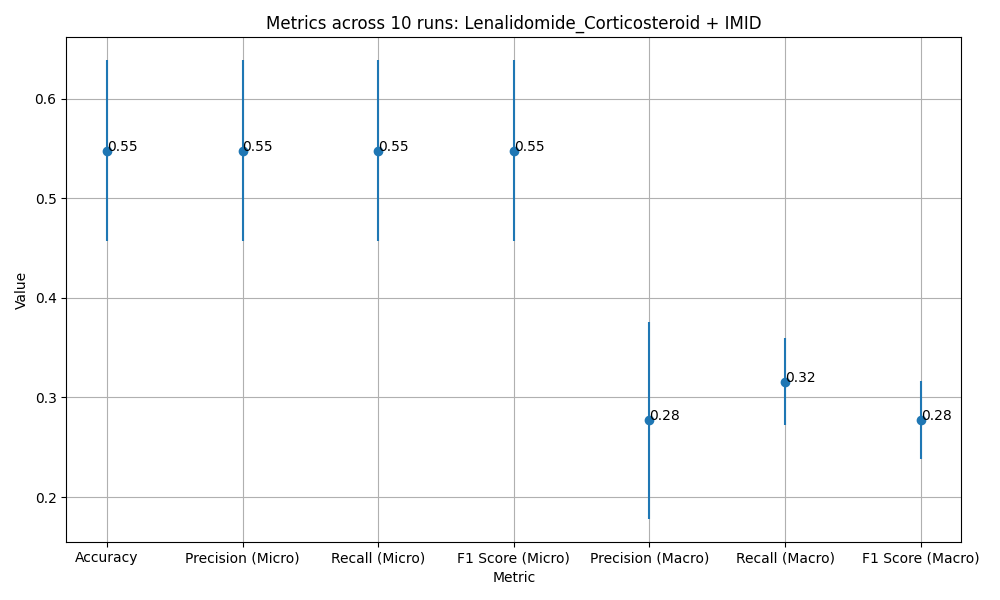 Metrics across 10 runs: Lenalidomide_Corticosteroid + IMID
Value
0.6
0.5
0.4
0.3
0.2
0.55
0.55
0.55
0.55
0.28
0.32
0.28
Accuracy
Precision (Micro)
Recall (Micro)
F1 Score (Micro)
Precision (Macro)
Recall (Macro)
F1 Score (Macro)
Metric